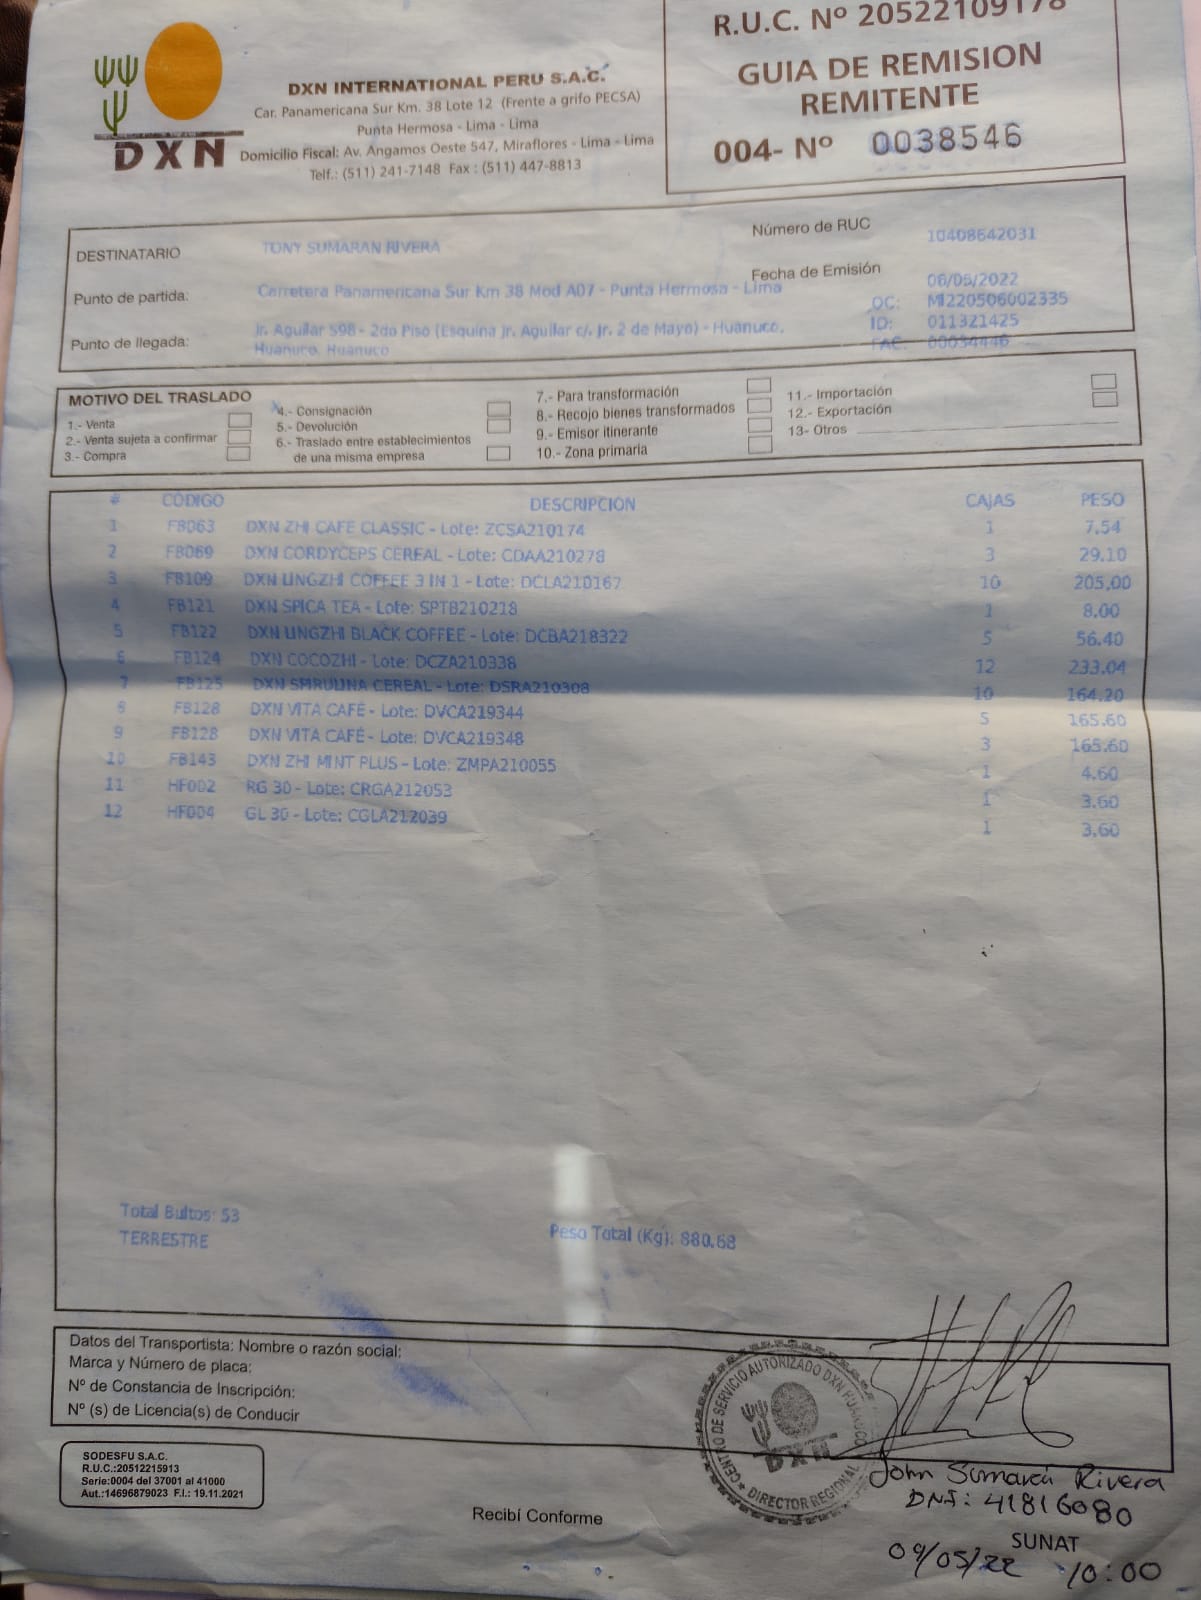 R.U.C. Nº 20522109178
GUIA DE REMISION
REMITENTE
004- Nº 0038546
DXN
DXN INTERNATIONAL PERU S.A.C.
Car. Panamericana Sur Km. 38 Lote 12 (Frente a grifo PECSA)
Punta Hermosa - Lima - Lima
Domicilio Fiscal: Av. Angamos Oeste 547, Miraflores - Lima - Lima
Telf.: (511) 241-7148 Fax : (511) 447-8813
DESTINATARIO TONY SUMARAN RIVERA Número de RUC 10408642031
Punto de partida: Carretera Panamericana Sur Km 38 Mod A07 - Punta Hermosa - Lima Fecha de Emisión 06/05/2022
OC: MI220506002335
Punto de llegada: Jr. Aguilar 598 - 2do Piso (Esquina Jr. Aguilar c/. Jr. 2 de Mayo) - Huanuco, ID: 011321425
Huanuco, Huanuco FAC: 00034446
MOTIVO DEL TRASLADO
1.- Venta
2.- Venta sujeta a confirmar
3.- Compra
4.- Consignación
5.- Devolución
6.- Traslado entre establecimientos
de una misma empresa
7.- Para transformación
8.- Recojo bienes transformados
9.- Emisor itinerante
10.- Zona primaria
11.- Importación
12.- Exportación
13- Otros
# CÓDIGO DESCRIPCION CAJAS PESO
1 FB063 DXN ZHI CAFE CLASSIC - Lote: ZCSA210174 1 7.54
2 FB069 DXN CORDYCEPS CEREAL - Lote: CDAA210278 3 29.10
3 FB109 DXN LINGZHI COFFEE 3 IN 1 - Lote: DCLA210167 10 205.00
4 FB121 DXN SPICA TEA - Lote: SPTB210218 1 8.00
5 FB122 DXN LINGZHI BLACK COFFEE - Lote: DCBA218322 5 56.40
6 FB124 DXN COCOZHI - Lote: DCZA210338 12 233.04
7 FB125 DXN SPIRULINA CEREAL - Lote: DSRA210308 10 164.20
8 FB128 DXN VITA CAFÉ - Lote: DVCA219344 5 165.60
9 FB128 DXN VITA CAFÉ - Lote: DVCA219348 3 165.60
10 FB143 DXN ZHI MINT PLUS - Lote: ZMPA210055 1 4.60
11 HF002 RG 30 - Lote: CRGA212053 1 3.60
12 HF004 GL 30 - Lote: CGLA212039 1 3.60
Total Bultos: 53
TERRESTRE
Peso Total (Kg): 880.68
Datos del Transportista: Nombre o razón social:
Marca y Número de placa:
Nº de Constancia de Inscripción:
Nº (s) de Licencia(s) de Conducir
CENTRO DE SERVICIO AUTORIZADO DXN HUANUCO
DXN
DIRECTOR REGIONAL
SODESFU S.A.C.
R.U.C.:20512215913
Serie:0004 del 37001 al 41000
Aut.:14696879023 F.I.: 19.11.2021
Recibí Conforme
John Sumarán Rivera
DNI: 41816080
SUNAT
09/05/22 10:00